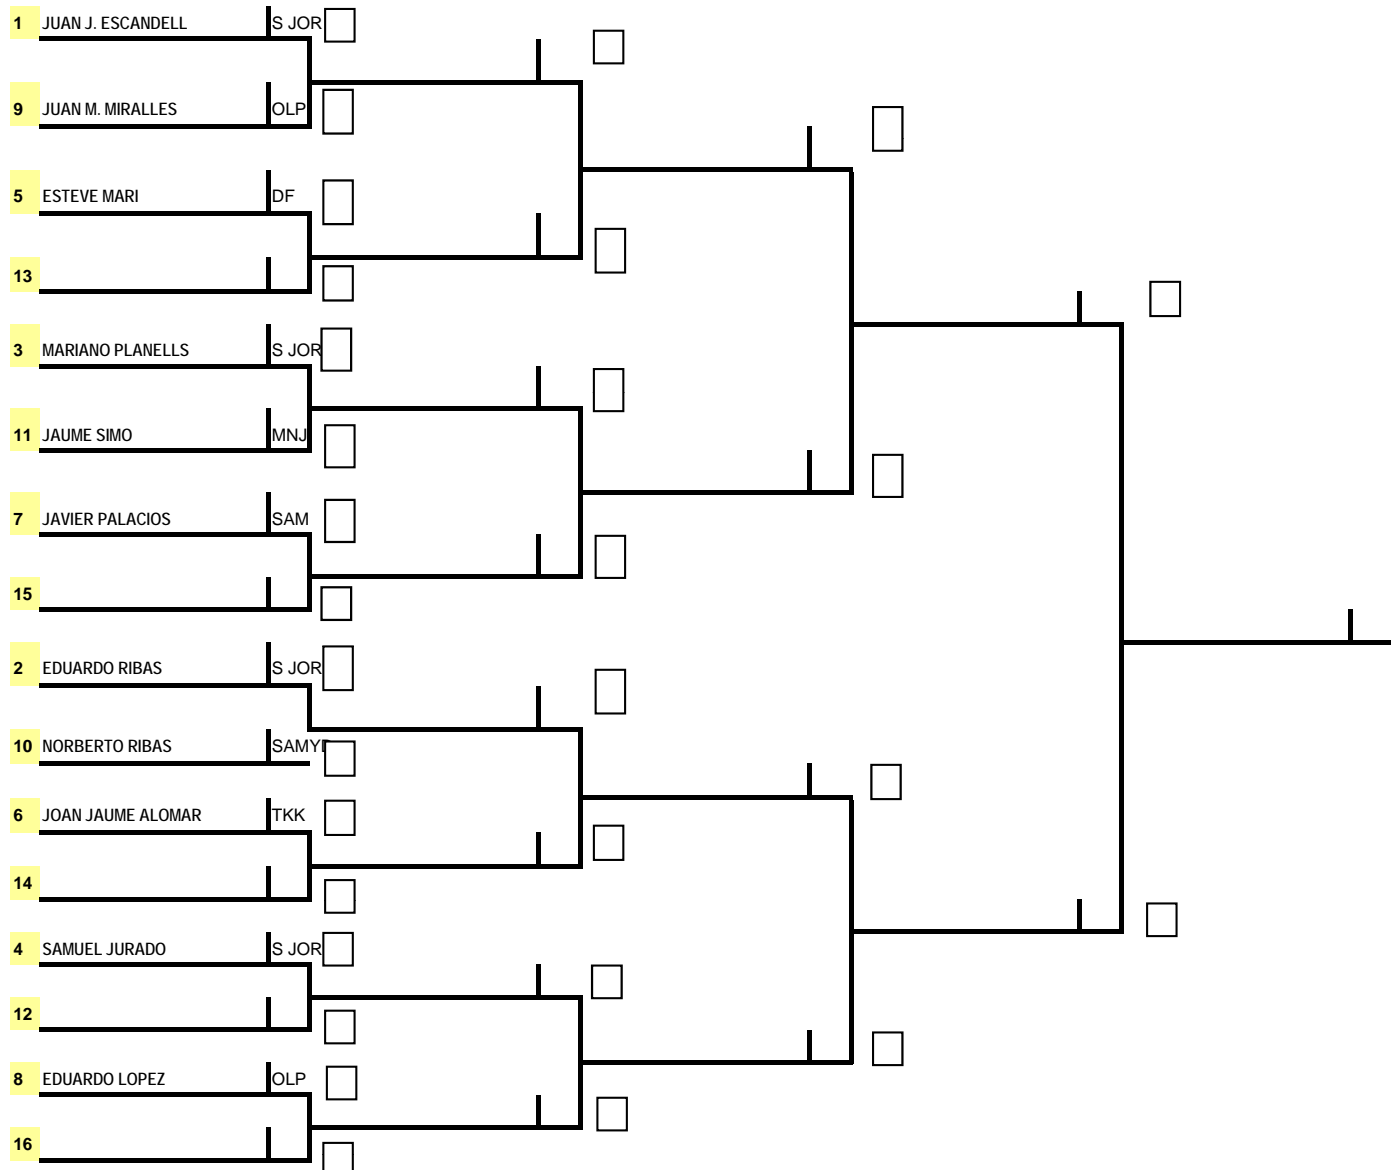 1 JUAN J. ESCANDELL S JOR
9 JUAN M. MIRALLES OLP
5 ESTEVE MARI DF
13
3 MARIANO PLANELLS S JOR
11 JAUME SIMO MNJ
7 JAVIER PALACIOS SAM
15
2 EDUARDO RIBAS S JOR
10 NORBERTO RIBAS
6 JOAN JAUME ALOMAR TKK
14
4 SAMUEL JURADO S JOR
12
8 EDUARDO LOPEZ OLP
16